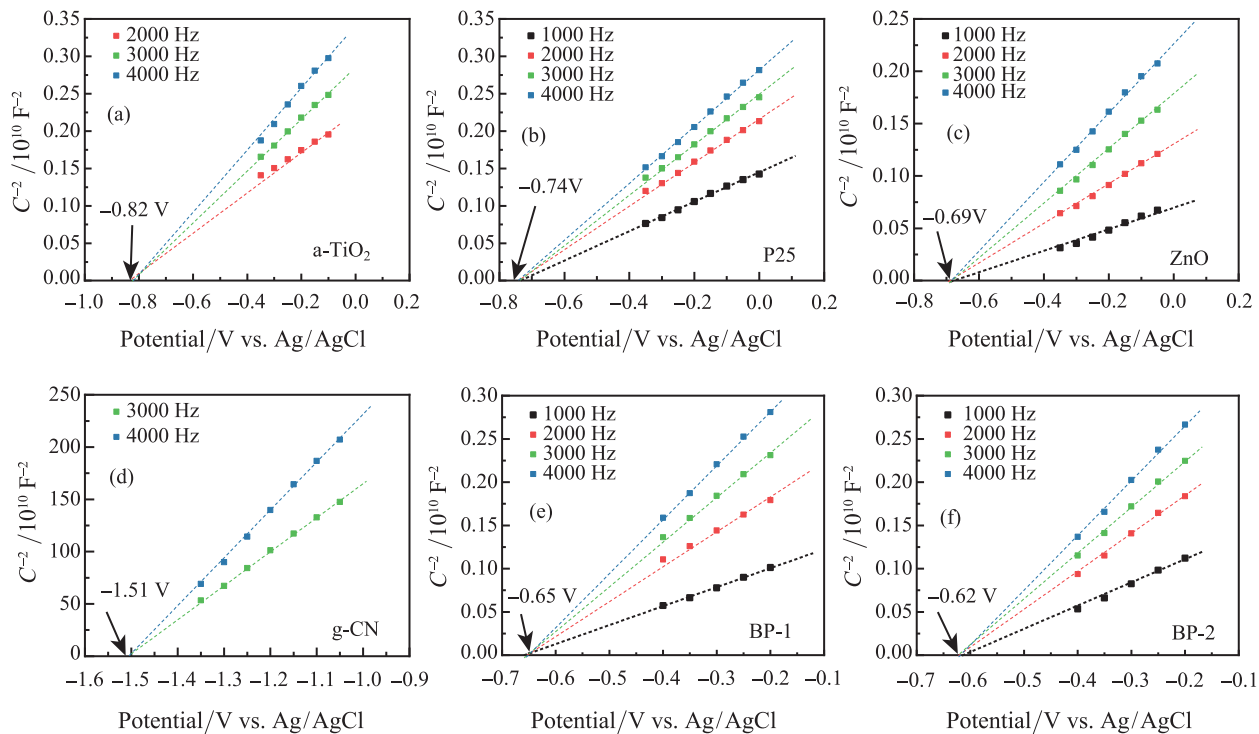 0.35
0.30
0.25
0.20
0.15
0.10
0.05
0.00
C⁻² /10¹⁰ F⁻²
2000 Hz
3000 Hz
4000 Hz
(a)
−0.82 V
a-TiO₂
−1.0 −0.8 −0.6 −0.4 −0.2 0.0 0.2
Potential/V vs. Ag/AgCl
0.35
0.30
0.25
0.20
0.15
0.10
0.05
0.00
C⁻² /10¹⁰ F⁻²
1000 Hz
2000 Hz
3000 Hz
4000 Hz
(b)
−0.74V
P25
−0.8 −0.6 −0.4 −0.2 0.0 0.2
Potential/V vs. Ag/AgCl
0.25
0.20
0.15
0.10
0.05
0.00
C⁻² /10¹⁰ F⁻²
1000 Hz
2000 Hz
3000 Hz
4000 Hz
(c)
−0.69V
ZnO
−0.8 −0.6 −0.4 −0.2 0.0 0.2
Potential/V vs. Ag/AgCl
250
200
150
100
50
0
C⁻² /10¹⁰ F⁻²
3000 Hz
4000 Hz
(d)
−1.51 V
g-CN
−1.6 −1.5 −1.4 −1.3 −1.2 −1.1 −1.0 −0.9
Potential/V vs. Ag/AgCl
0.30
0.25
0.20
0.15
0.10
0.05
0.00
C⁻² /10¹⁰ F⁻²
1000 Hz
2000 Hz
3000 Hz
4000 Hz
(e)
−0.65 V
BP-1
−0.7 −0.6 −0.5 −0.4 −0.3 −0.2 −0.1
Potential/V vs. Ag/AgCl
0.30
0.25
0.20
0.15
0.10
0.05
0.00
C⁻² /10¹⁰ F⁻²
1000 Hz
2000 Hz
3000 Hz
4000 Hz
(f)
−0.62 V
BP-2
−0.7 −0.6 −0.5 −0.4 −0.3 −0.2 −0.1
Potential/V vs. Ag/AgCl